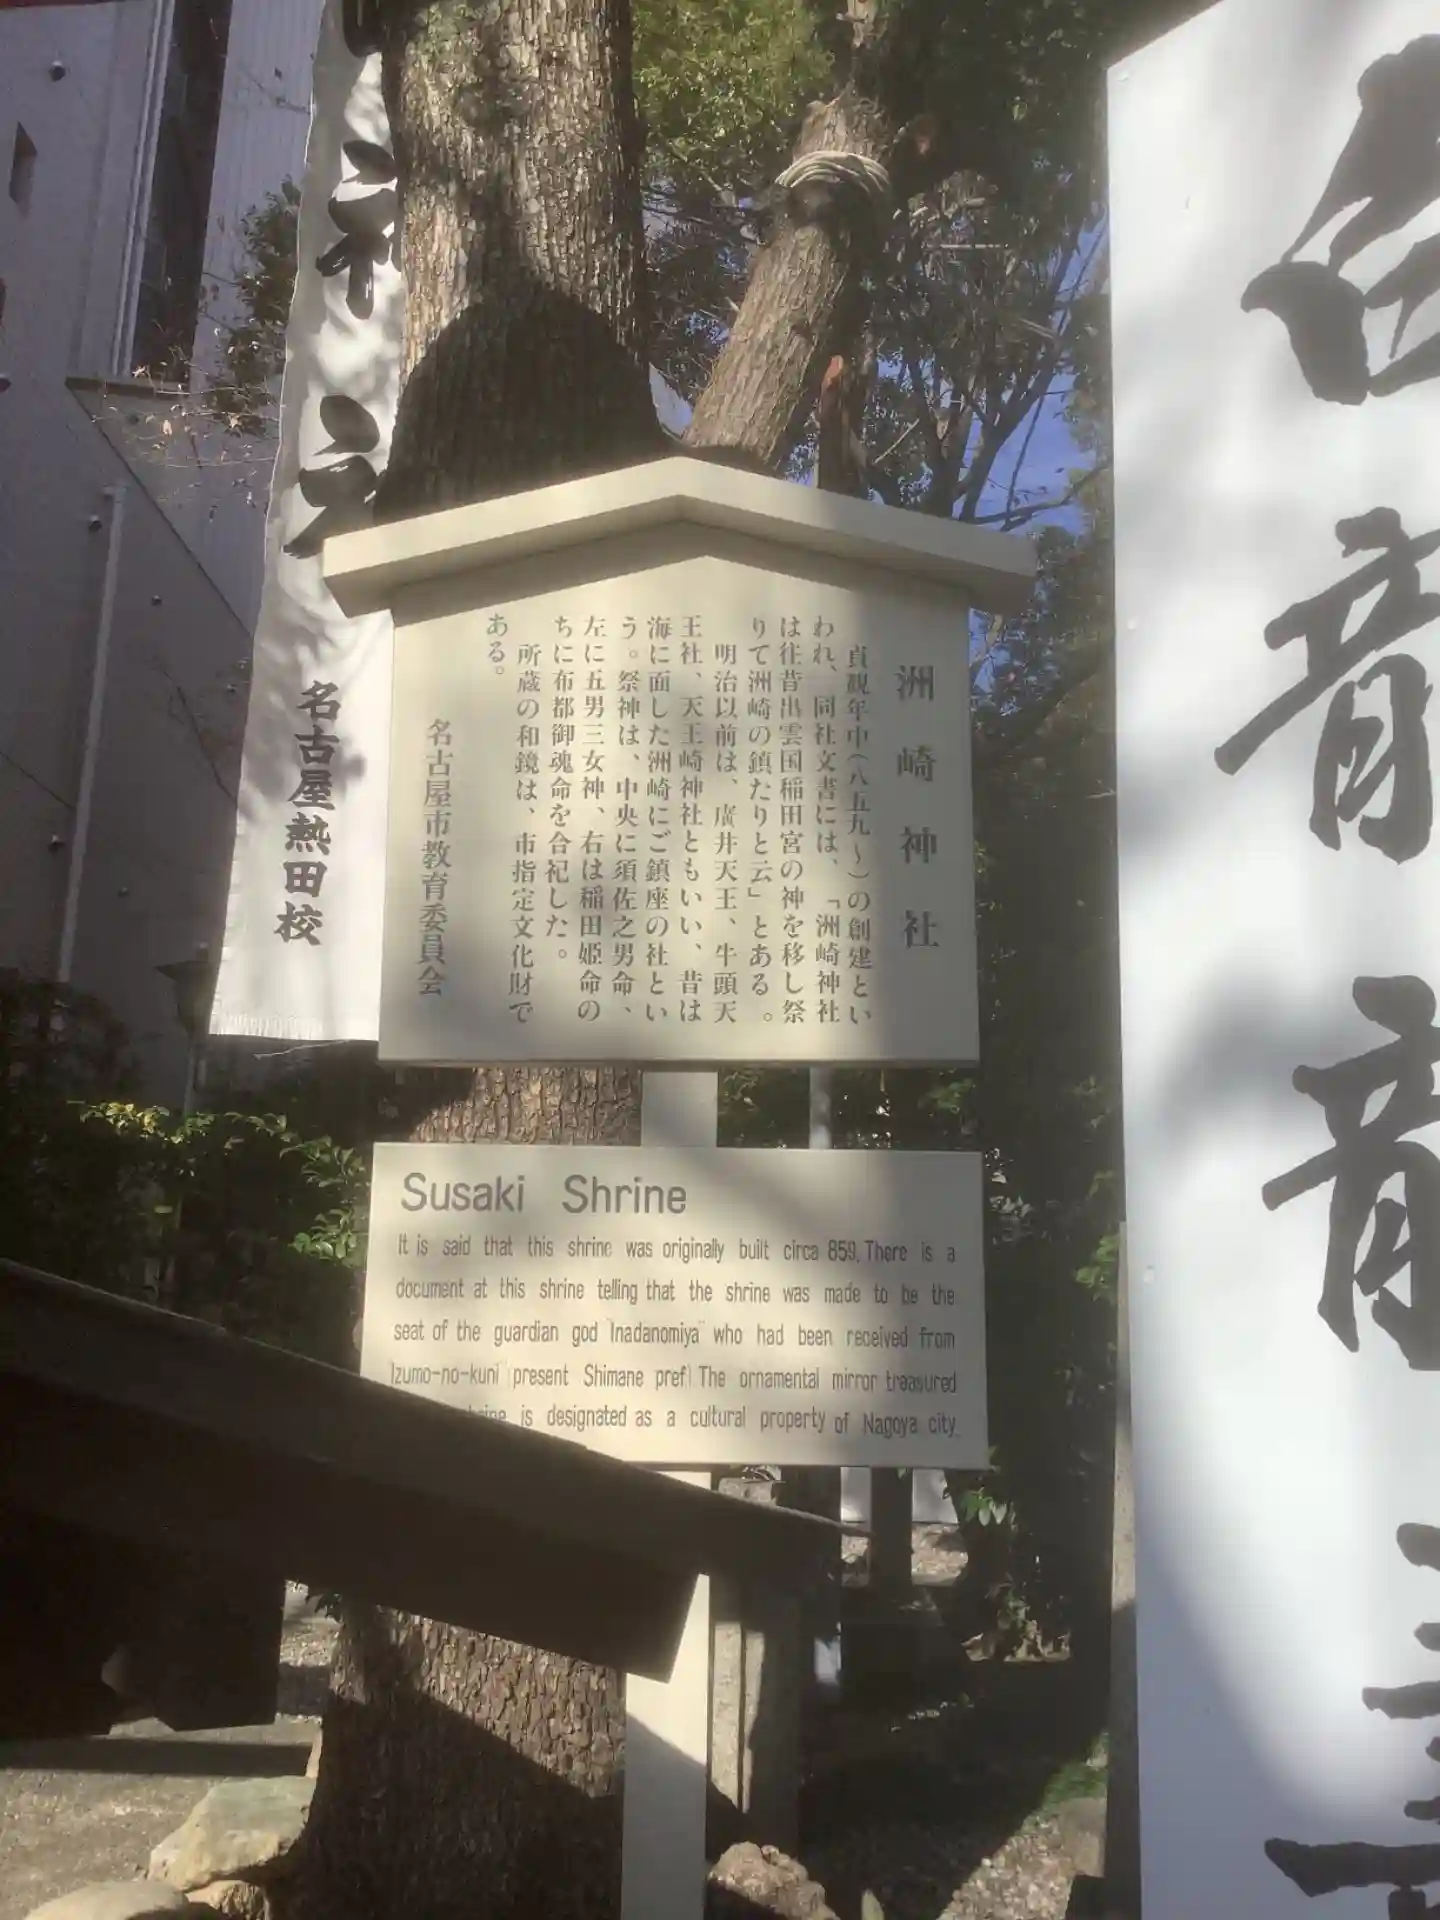 神社
名古屋熱田校
洲崎神社
貞観年中(八五九〜)の創建とい
われ、同社文書には、「洲崎神社
は往昔出雲国稲田宮の神を移し祭
りて洲崎の鎮たりと云」とある。
明治以前は、廣井天王、牛頭天
王社、天王崎神社ともいい、昔は
海に面した洲崎にご鎮座の社とい
う。祭神は、中央に須佐之男命、
左に五男三女神、右は稲田姫命の
ちに布都御魂命を合祀した。
所蔵の和鏡は、市指定文化財で
ある。
名古屋市教育委員会
Susaki Shrine
It is said that this shrine was originally built circa 859. There is a
document at this shrine telling that the shrine was made to be the
seat of the guardian god "Inadanomiya" who had been received from
Izumo-no-kuni (present Shimane pref) The ornamental mirror treasured
shrine is designated as a cultural property of Nagoya city.